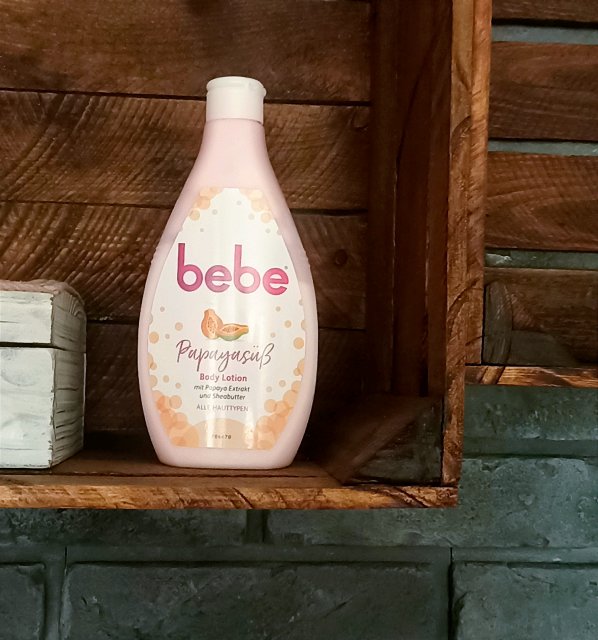 bebe®
Papayasüß
Body Lotion
mit Papaya Extrakt
und Sheabutter
ALLE HAUTTYPEN